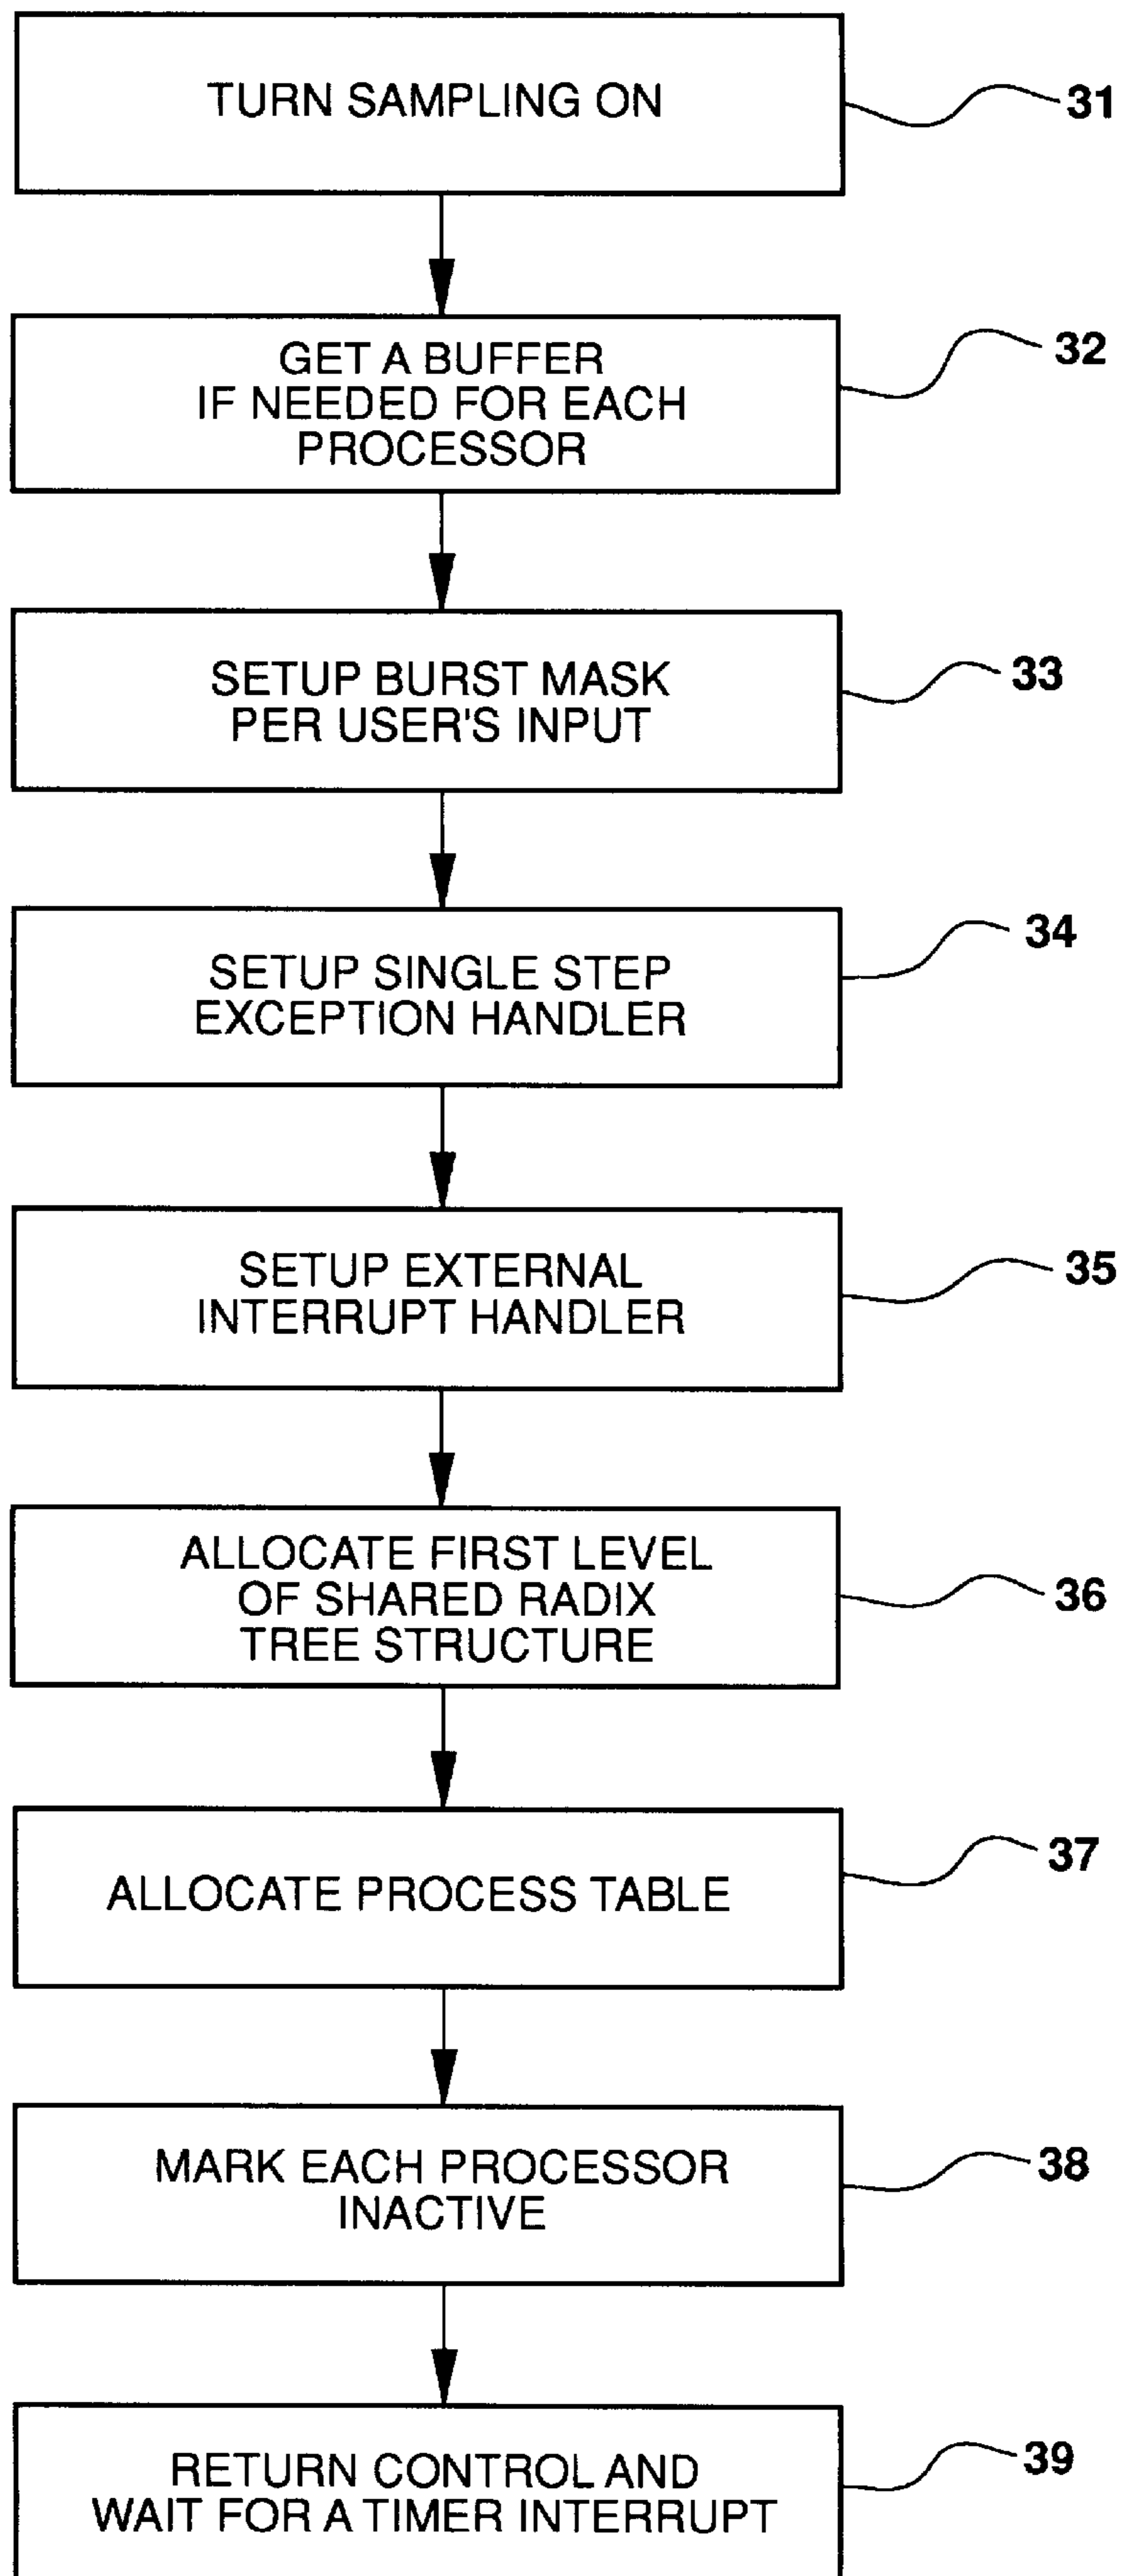 TURN SAMPLING ON
31
GET A BUFFER
IF NEEDED FOR EACH
PROCESSOR
32
SETUP BURST MASK
PER USER'S INPUT
33
SETUP SINGLE STEP
EXCEPTION HANDLER
34
SETUP EXTERNAL
INTERRUPT HANDLER
35
ALLOCATE FIRST LEVEL
OF SHARED RADIX
TREE STRUCTURE
36
ALLOCATE PROCESS TABLE
37
MARK EACH PROCESSOR
INACTIVE
38
RETURN CONTROL AND
WAIT FOR A TIMER INTERRUPT
39